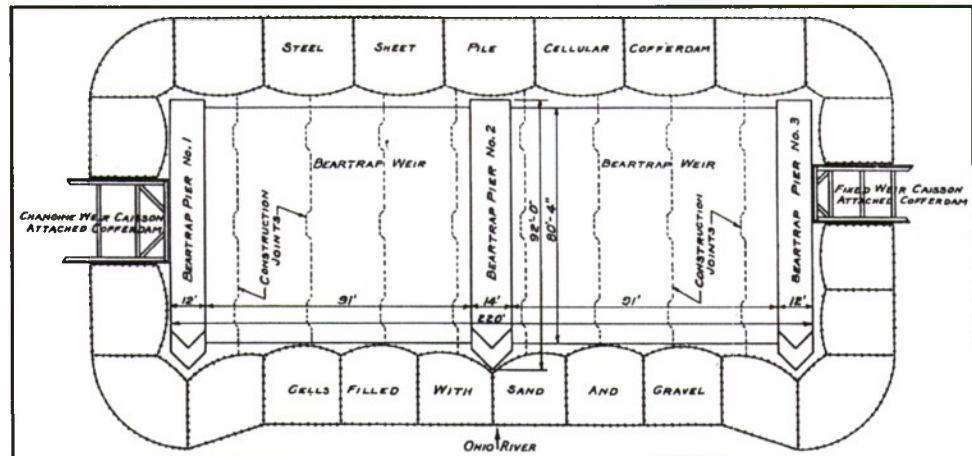 STEEL SHEET PILE CELLULAR COFFERDAM
BEARTRAP PIER No. 1
BEARTRAP WEIR
BEARTRAP PIER No. 2
BEARTRAP WEIR
BEARTRAP PIER No. 3
CHANOINE WEIR CAISSON
ATTACHED COFFERDAM
FIXED WEIR CAISSON
ATTACHED COFFERDAM
CONSTRUCTION
JOINTS
92'-0"
80'-4"
CONSTRUCTION
JOINTS
12' 91' 14' 91' 12'
220'
CELLS FILLED WITH SAND AND GRAVEL
OHIO RIVER